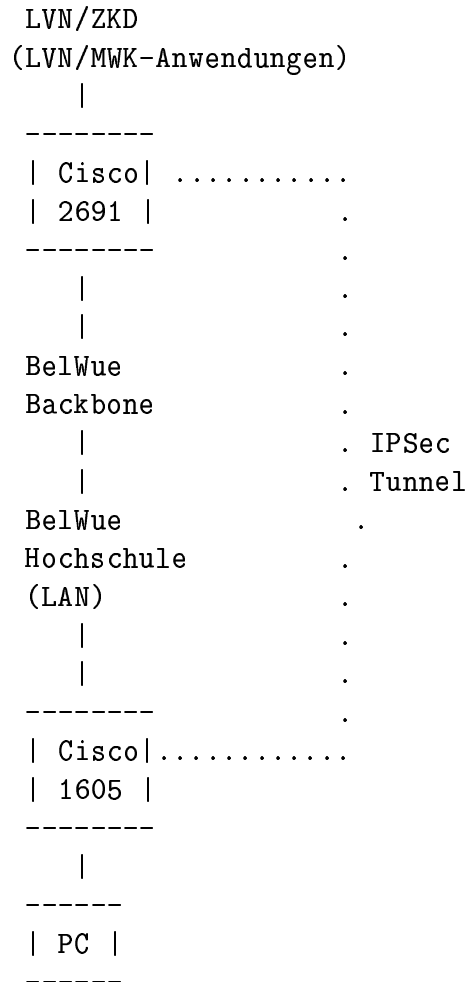 LVN/ZKD
(LVN/MWK-Anwendungen)
|
--------
| Cisco| ...........
| 2691 | .
-------- .
| .
| .
BelWue .
Backbone .
| . IPSec
| . Tunnel
BelWue .
Hochschule .
(LAN) .
| .
| .
-------- .
| Cisco|............
| 1605 |
--------
|
------
| PC |
------